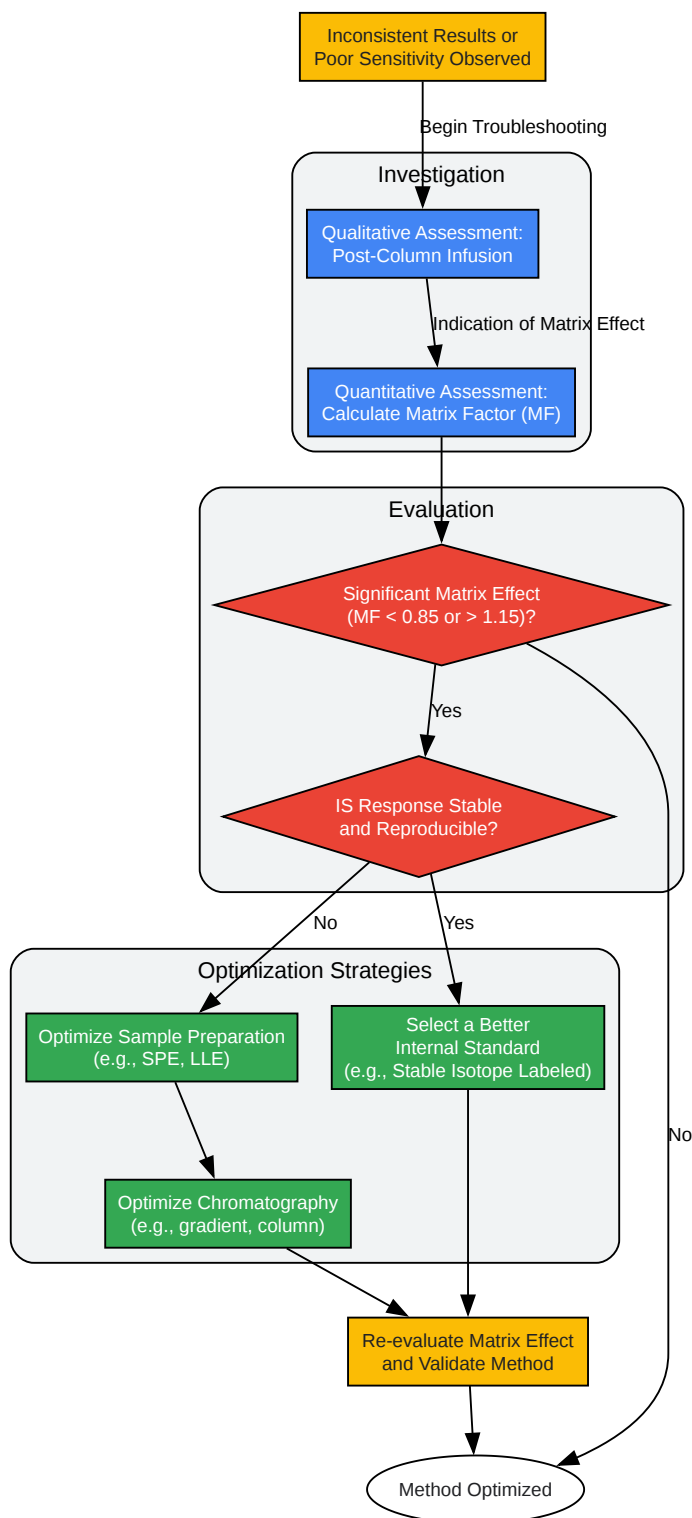 Inconsistent Results or
Poor Sensitivity Observed
Begin Troubleshooting
Investigation
Qualitative Assessment:
Post-Column Infusion
Indication of Matrix Effect
Quantitative Assessment:
Calculate Matrix Factor (MF)
Evaluation
Significant Matrix Effect
(MF < 0.85 or > 1.15)?
Yes
IS Response Stable
and Reproducible?
No
Yes
Optimization Strategies
Optimize Sample Preparation
(e.g., SPE, LLE)
Select a Better
Internal Standard
(e.g., Stable Isotope Labeled)
No
Optimize Chromatography
(e.g., gradient, column)
Re-evaluate Matrix Effect
and Validate Method
Method Optimized